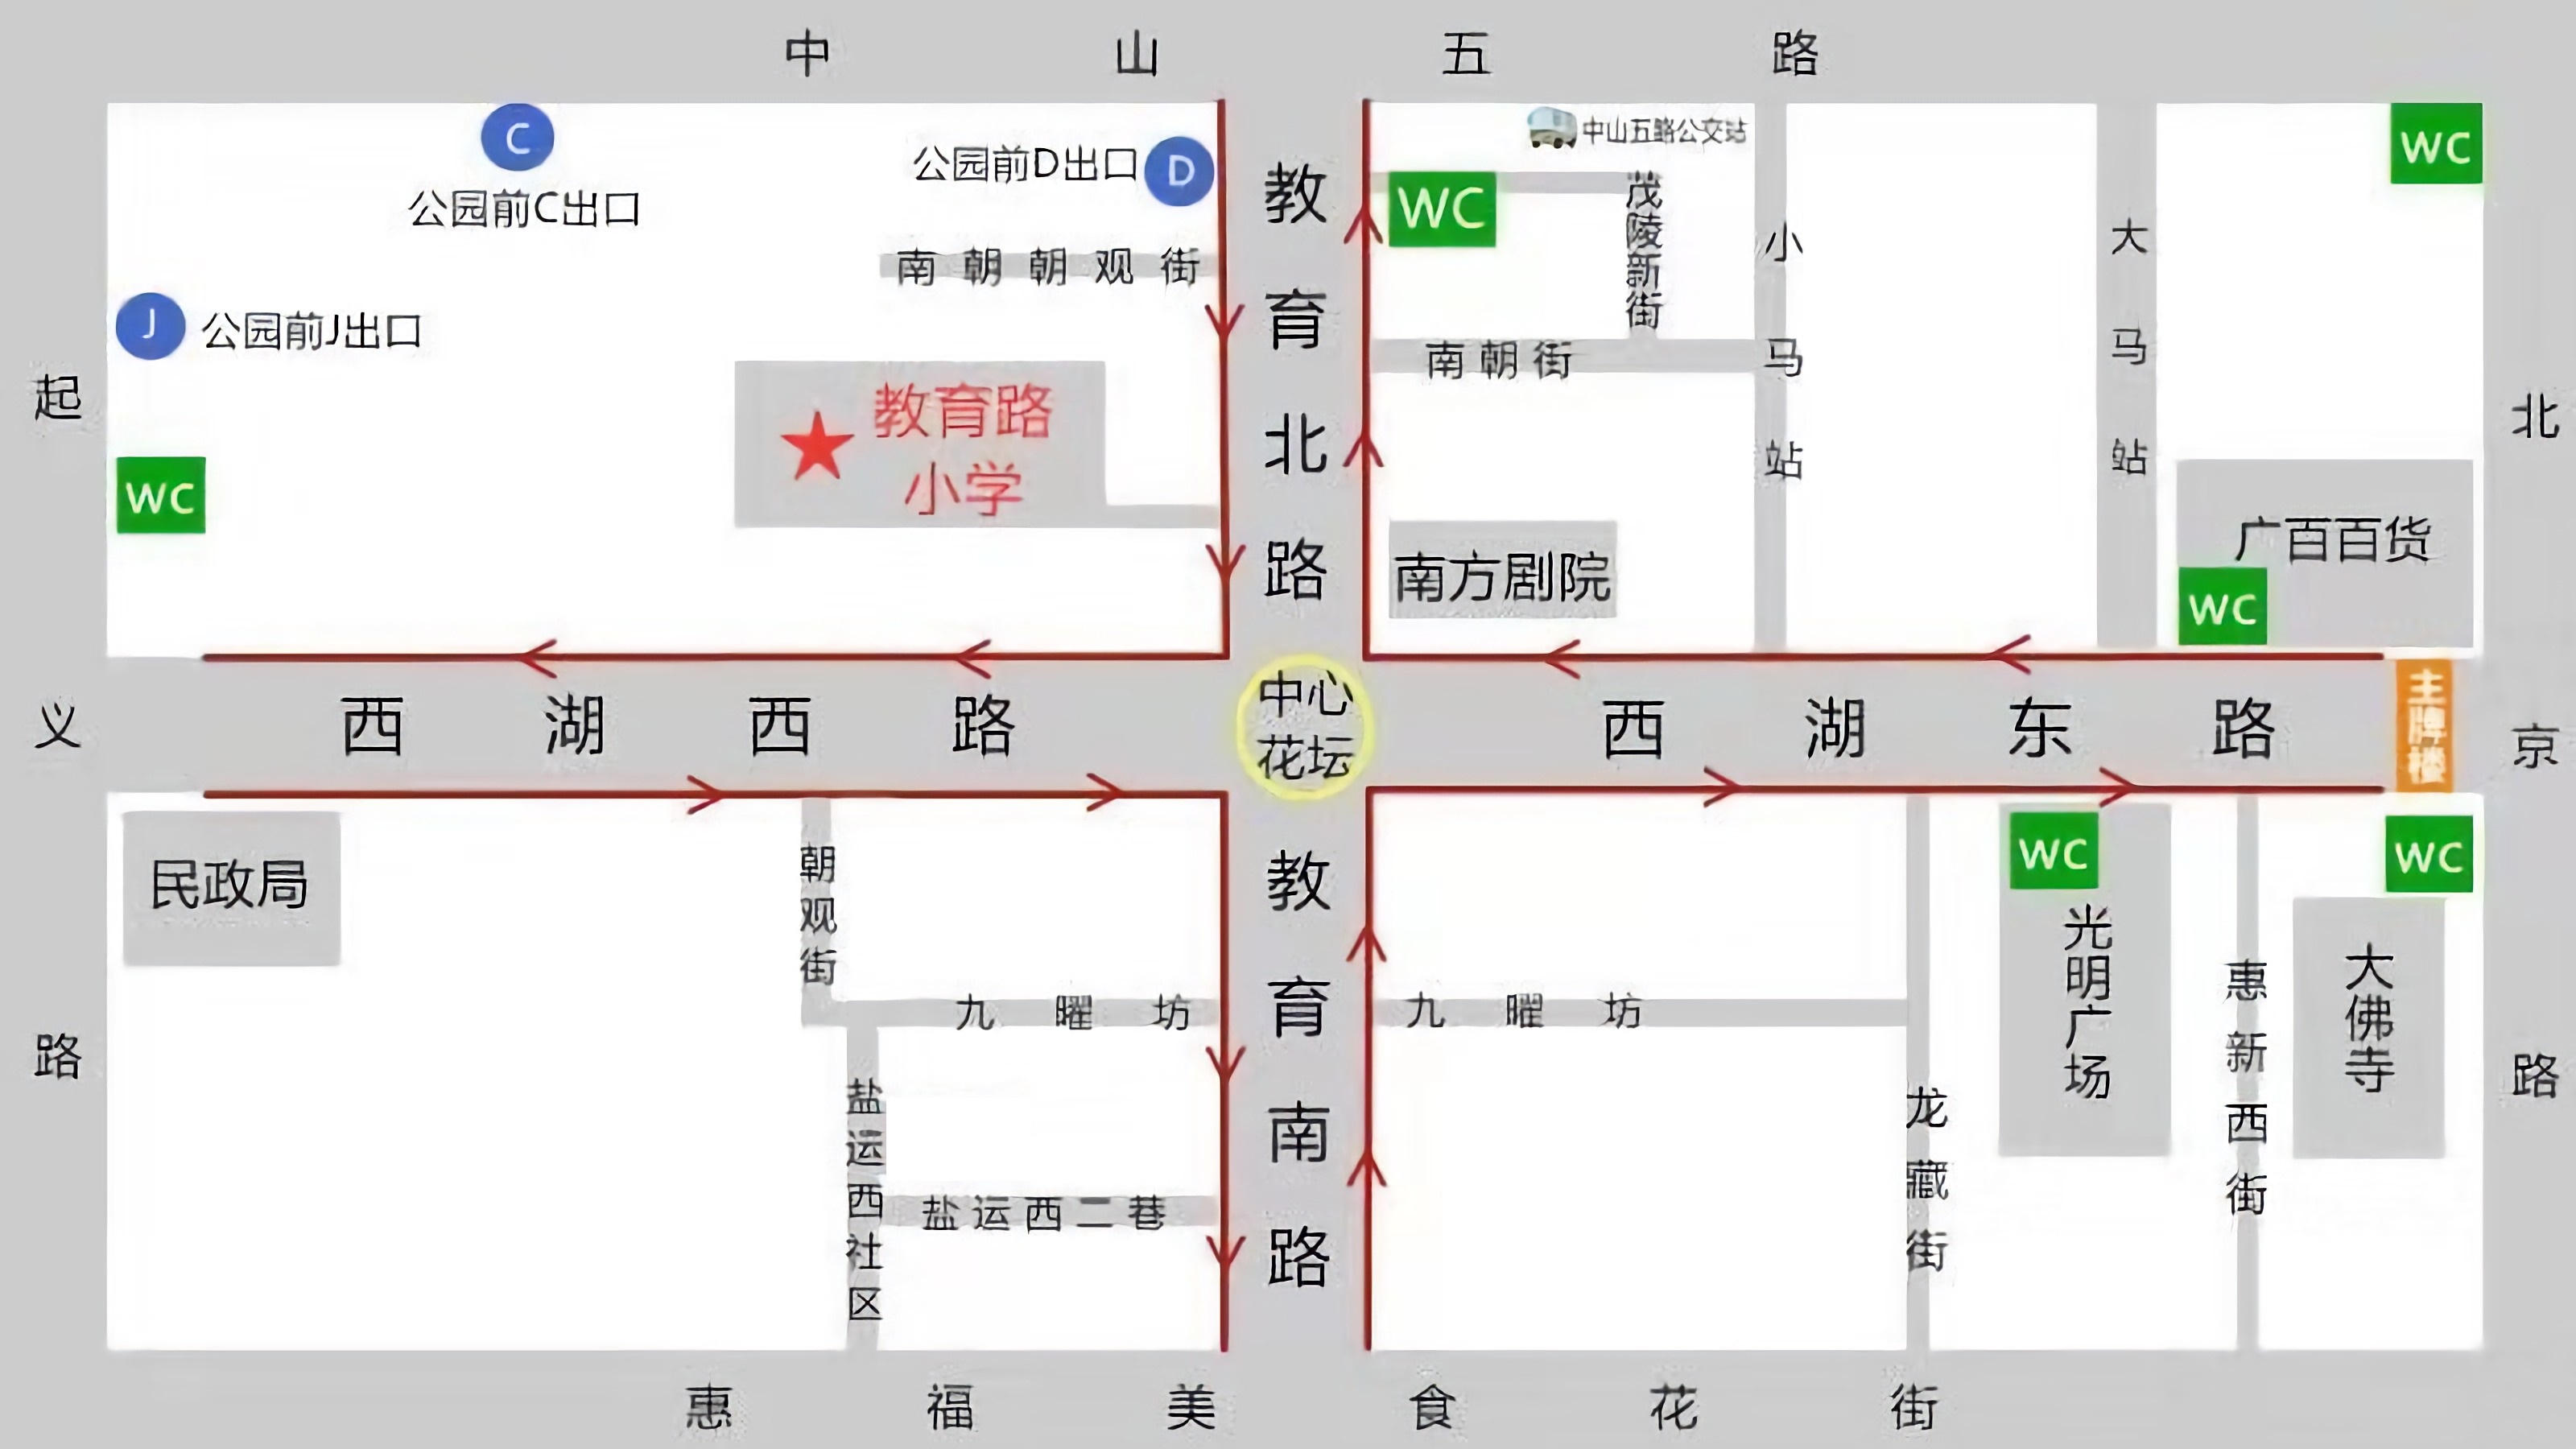 中山五路
C
公园前C出口
公园前D出口
D
中山五路公交站
WC
WC
茂陵新街
南朝朝观街
J
公园前J出口
南朝街
小马站
大马站
教育北路
起义路
北京路
教育路
小学
WC
南方剧院
广百百货
WC
西湖西路
中心
花坛
西湖东路
主牌楼
民政局
朝观街
九曜坊
九曜坊
教育南路
WC
光明广场
WC
大佛寺
惠新西街
龙藏街
盐运西社区
盐运西二巷
惠福美食花街